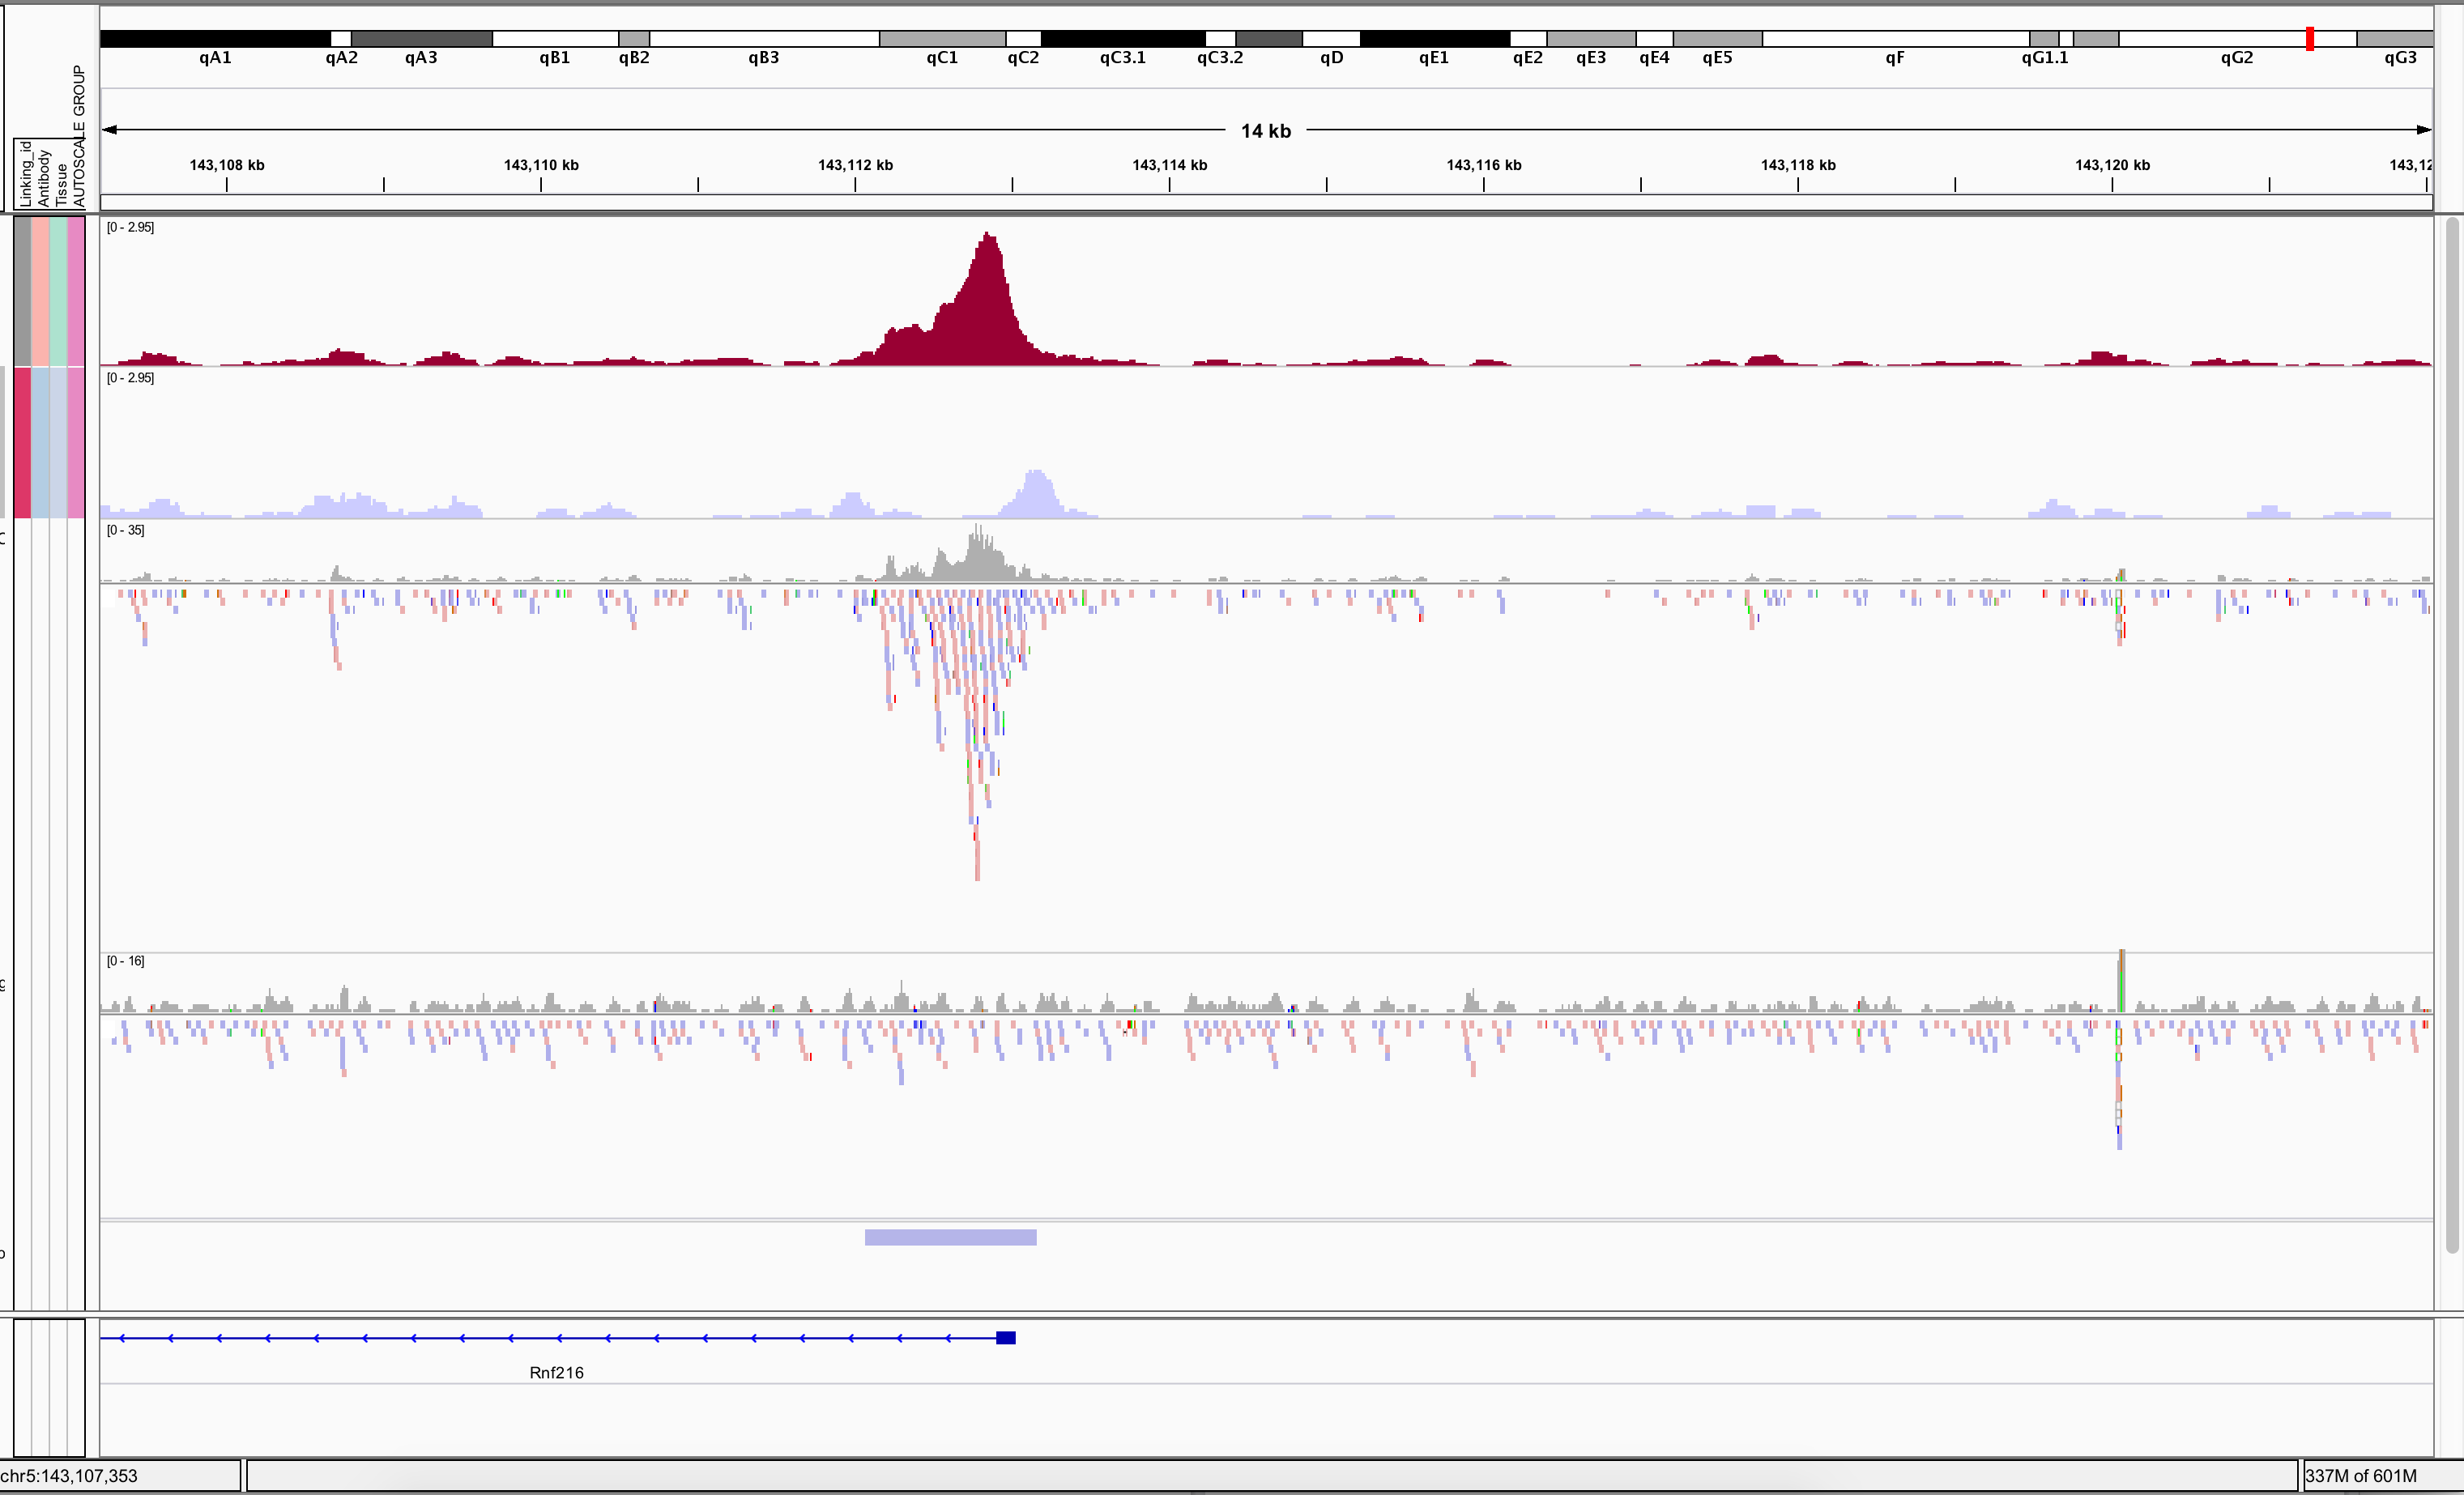 qA1 qA2 qA3 qB1 qB2 qB3 qC1 qC2 qC3.1 qC3.2 qD qE1 qE2 qE3 qE4 qE5 qF qG1.1 qG2 qG3
14 kb
143,108 kb 143,110 kb 143,112 kb 143,114 kb 143,116 kb 143,118 kb 143,120 kb 143,12
Linking_id
Antibody
Tissue
AUTOSCALE GROUP
[0 - 2.95]
[0 - 2.95]
[0 - 35]
[0 - 16]
Rnf216
chr5:143,107,353
337M of 601M